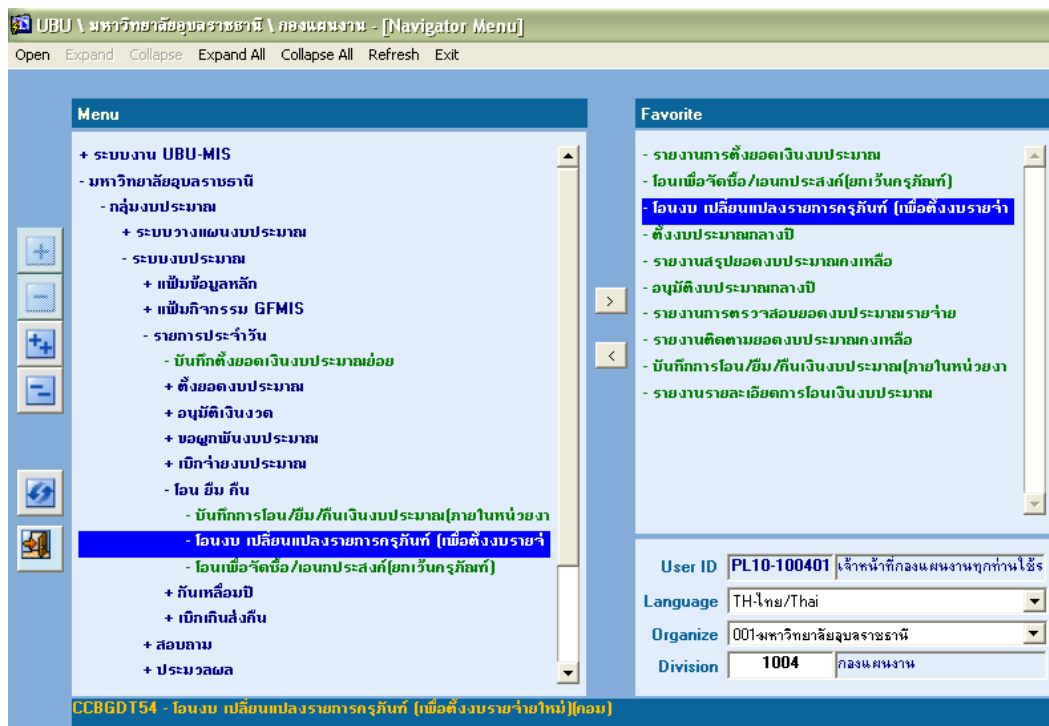 UBU \ มหาวิทยาลัยอุบลราชธานี \ กองแผนงาน - [Navigator Menu]
Open Expand Collapse Expand All Collapse All Refresh Exit
Menu
+ ระบบงาน UBU-MIS
- มหาวิทยาลัยอุบลราชธานี
- กลุ่มงบประมาณ
+ ระบบวางแผนงบประมาณ
- ระบบงบประมาณ
+ แฟ้มข้อมูลหลัก
+ แฟ้มกิจกรรม GFMIS
- รายการประจำวัน
- บันทึกตั้งยอดเงินงบประมาณย่อย
+ ตั้งยอดงบประมาณ
+ อนุมัติเงินงวด
+ ขอผูกพันงบประมาณ
+ เบิกจ่ายงบประมาณ
- โอน ยืม คืน
- บันทึกการโอน/ยืม/คืนเงินงบประมาณ(ภายในหน่วยงา
- โอนงบ เปลี่ยนแปลงรายการครุภัณฑ์ (เพื่อตั้งงบรายจ่
- โอนเพื่อจัดซื้อ/เอนกประสงค์(ยกเว้นครุภัณฑ์)
+ กันเหลื่อมปี
+ เบิกเกินส่งคืน
+ สอบถาม
+ ประมวลผล
>
<
Favorite
- รายงานการตั้งยอดเงินงบประมาณ
- โอนเพื่อจัดซื้อ/เอนกประสงค์(ยกเว้นครุภัณฑ์)
- โอนงบ เปลี่ยนแปลงรายการครุภัณฑ์ (เพื่อตั้งงบรายจ่า
- ตั้งงบประมาณกลางปี
- รายงานสรุปยอดงบประมาณคงเหลือ
- อนุมัติงบประมาณกลางปี
- รายงานการตรวจสอบยอดงบประมาณรายจ่าย
- รายงานติดตามยอดงบประมาณคงเหลือ
- บันทึกการโอน/ยืม/คืนเงินงบประมาณ(ภายในหน่วยงา
- รายงานรายละเอียดการโอนเงินงบประมาณ
User ID PL10-100401 เจ้าหน้าที่กองแผนงานทุกท่านใช้ร
Language TH-ไทย/Thai
Organize 001-มหาวิทยาลัยอุบลราชธานี
Division 1004 กองแผนงาน
CCBGDT54 - โอนงบ เปลี่ยนแปลงรายการครุภัณฑ์ (เพื่อตั้งงบรายจ่ายใหม่)(กอม)